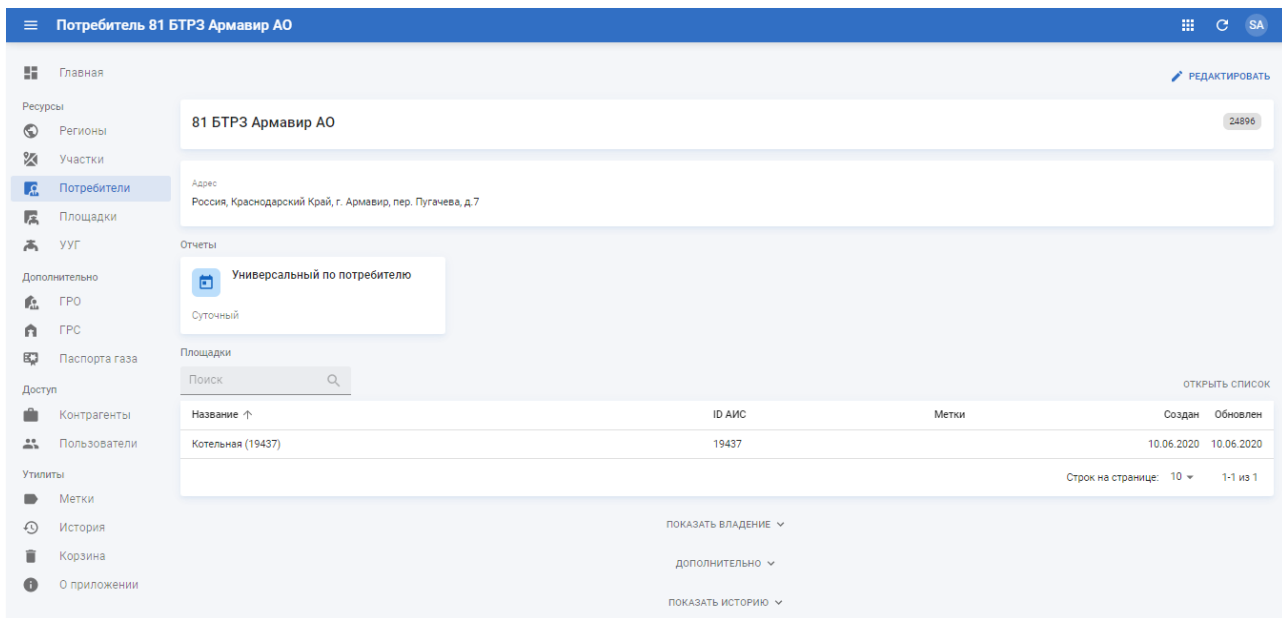 Потребитель 81 БТРЗ Армавир АО
SA
Главная
РЕДАКТИРОВАТЬ
Ресурсы
Регионы
Участки
Потребители
Площадки
УУГ
Дополнительно
ГРО
ГРС
Паспорта газа
Доступ
Контрагенты
Пользователи
Утилиты
Метки
История
Корзина
О приложении
81 БТРЗ Армавир АО
24896
Адрес
Россия, Краснодарский Край, г. Армавир, пер. Пугачева, д.7
Отчеты
Универсальный по потребителю
Суточный
Площадки
Поиск
ОТКРЫТЬ СПИСОК
Название ID АИС Метки Создан Обновлен
Котельная (19437) 19437 10.06.2020 10.06.2020
Строк на странице: 10 1-1 из 1
ПОКАЗАТЬ ВЛАДЕНИЕ
ДОПОЛНИТЕЛЬНО
ПОКАЗАТЬ ИСТОРИЮ